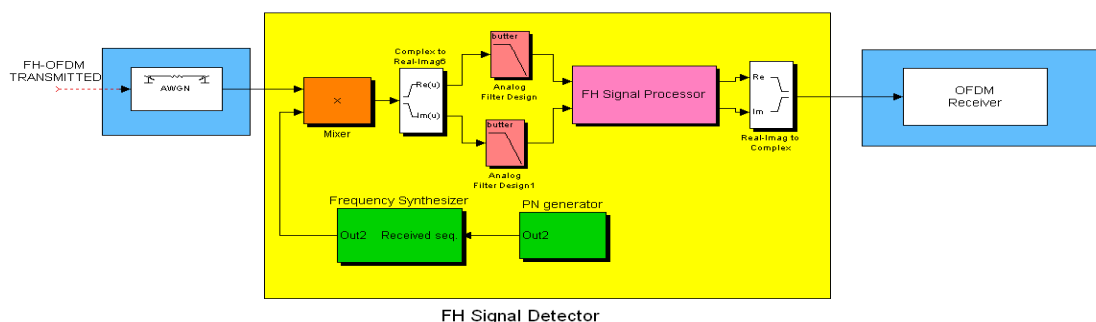 FH-OFDM
TRANSMITTED
AWGN
×
Mixer
Complex to
Real-Imag6
Re(u)
Im(u)
butter
Analog
Filter Design
butter
Analog
Filter Design1
FH Signal Processor
Re
Im
Real-Imag to
Complex
OFDM
Receiver
Frequency Synthesizer
Out2 Received seq.
PN generator
Out2
FH Signal Detector